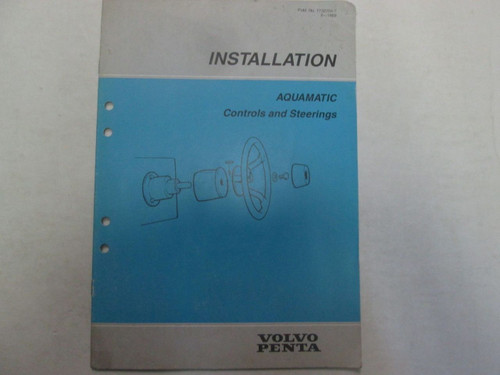 INSTALLATION
AQUAMATIC
Controls and Steerings
VOLVO
PENTA